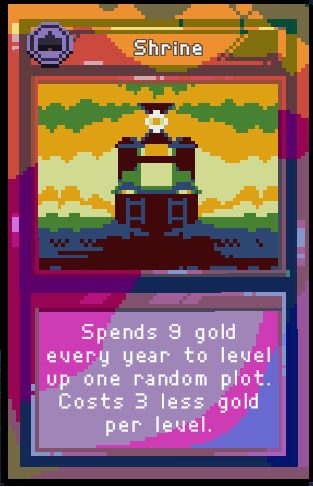 Shrine
Spends 9 gold
every year to level
up one random plot.
Costs 3 less gold
per level.